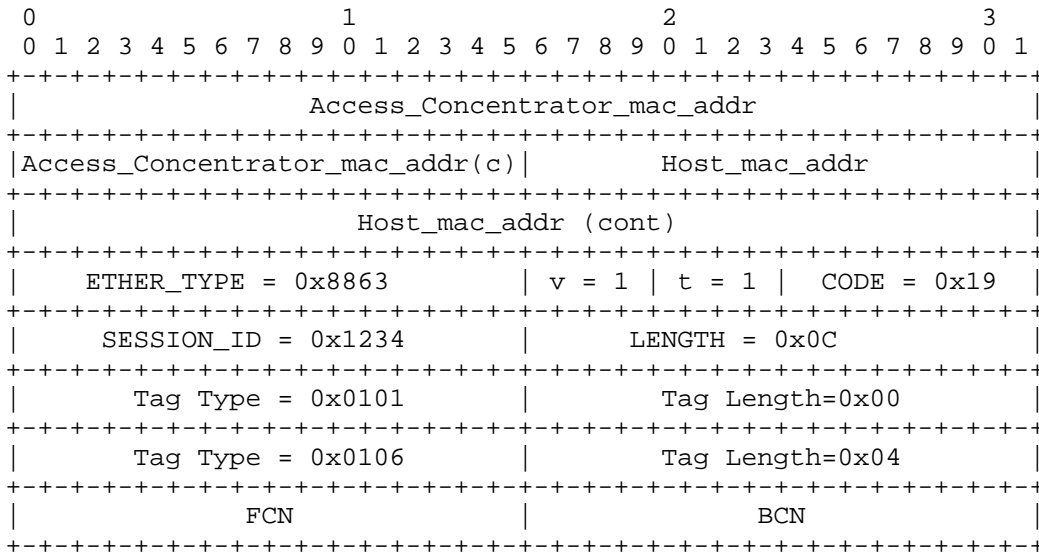 0                   1                   2                   3
 0 1 2 3 4 5 6 7 8 9 0 1 2 3 4 5 6 7 8 9 0 1 2 3 4 5 6 7 8 9 0 1
+-+-+-+-+-+-+-+-+-+-+-+-+-+-+-+-+-+-+-+-+-+-+-+-+-+-+-+-+-+-+-+-+
|                  Access_Concentrator_mac_addr                 |
+-+-+-+-+-+-+-+-+-+-+-+-+-+-+-+-+-+-+-+-+-+-+-+-+-+-+-+-+-+-+-+-+
|Access_Concentrator_mac_addr(c)|        Host_mac_addr          |
+-+-+-+-+-+-+-+-+-+-+-+-+-+-+-+-+-+-+-+-+-+-+-+-+-+-+-+-+-+-+-+-+
|                     Host_mac_addr (cont)                      |
+-+-+-+-+-+-+-+-+-+-+-+-+-+-+-+-+-+-+-+-+-+-+-+-+-+-+-+-+-+-+-+-+
|    ETHER_TYPE = 0x8863        | v = 1 | t = 1 |  CODE = 0x19  |
+-+-+-+-+-+-+-+-+-+-+-+-+-+-+-+-+-+-+-+-+-+-+-+-+-+-+-+-+-+-+-+-+
|     SESSION_ID = 0x1234       |      LENGTH = 0x0C            |
+-+-+-+-+-+-+-+-+-+-+-+-+-+-+-+-+-+-+-+-+-+-+-+-+-+-+-+-+-+-+-+-+
|       Tag Type = 0x0101       |        Tag Length=0x00        |
+-+-+-+-+-+-+-+-+-+-+-+-+-+-+-+-+-+-+-+-+-+-+-+-+-+-+-+-+-+-+-+-+
|       Tag Type = 0x0106       |        Tag Length=0x04        |
+-+-+-+-+-+-+-+-+-+-+-+-+-+-+-+-+-+-+-+-+-+-+-+-+-+-+-+-+-+-+-+-+
|              FCN              |              BCN              |
+-+-+-+-+-+-+-+-+-+-+-+-+-+-+-+-+-+-+-+-+-+-+-+-+-+-+-+-+-+-+-+-+